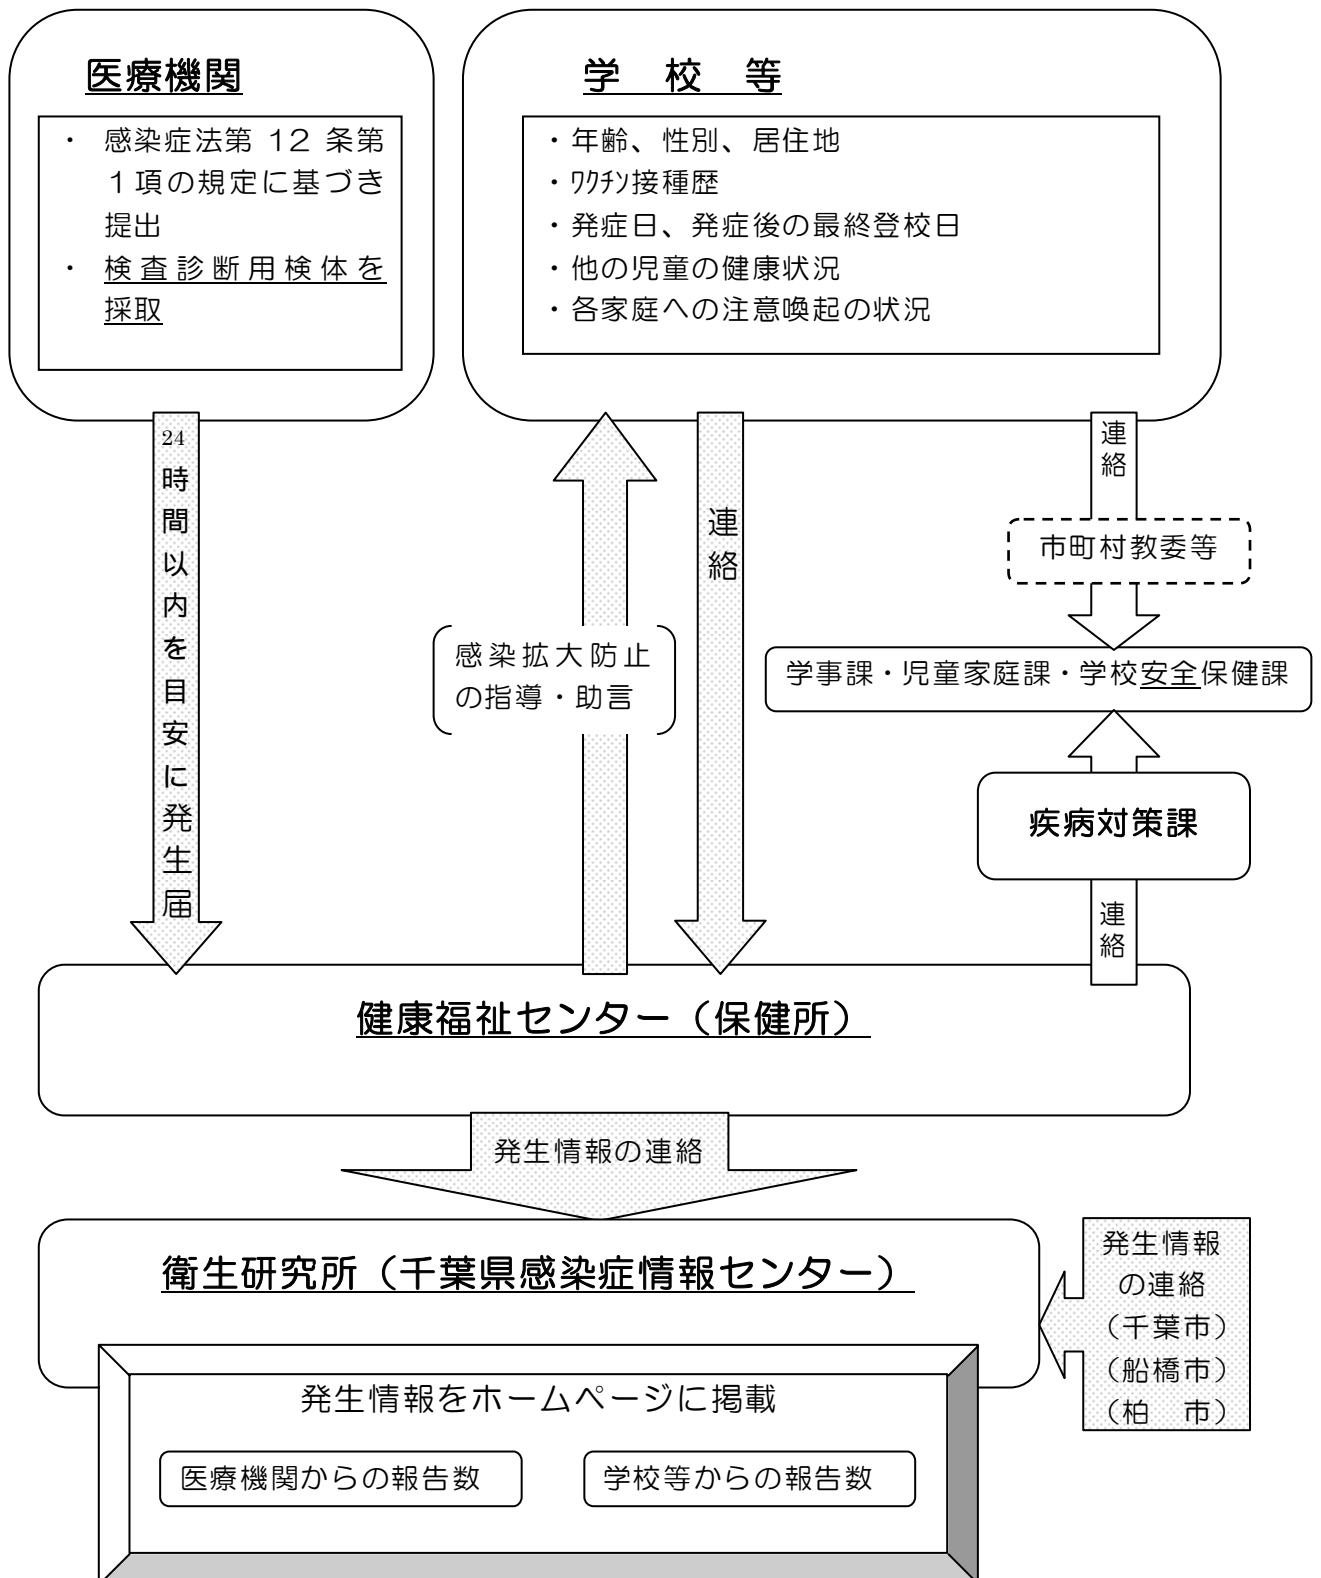 医療機関
・ 感染症法第 12 条第
１項の規定に基づき
提出
・ 検査診断用検体を
採取
学　校　等
・年齢、性別、居住地
・ﾜｸﾁﾝ接種歴
・発症日、発症後の最終登校日
・他の児童の健康状況
・各家庭への注意喚起の状況
24時間以内を目安に発生届
感染拡大防止
の指導・助言
連絡
連絡
市町村教委等
学事課・児童家庭課・学校安全保健課
疾病対策課
連絡
健康福祉センター（保健所）
発生情報の連絡
衛生研究所（千葉県感染症情報センター）
発生情報
の連絡
（千葉市）
（船橋市）
（柏　市）
発生情報をホームページに掲載
医療機関からの報告数
学校等からの報告数